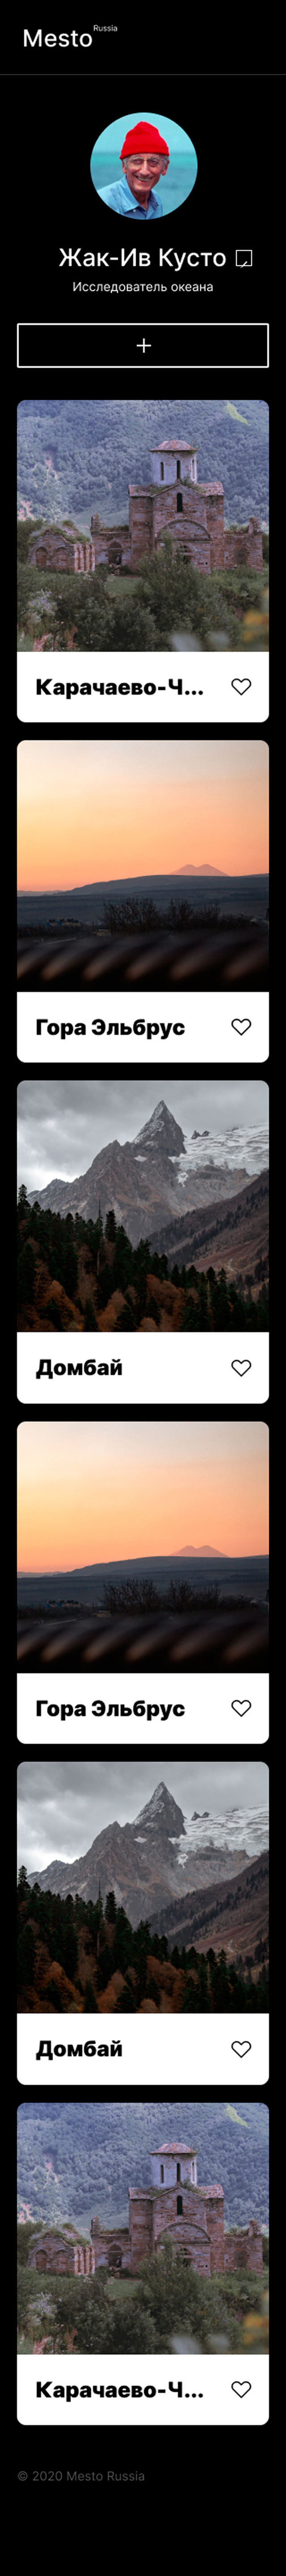 Mesto Russia
Жак-Ив Кусто
Исследователь океана
Карачаево-Ч...
Гора Эльбрус
Домбай
Гора Эльбрус
Домбай
Карачаево-Ч...
© 2020 Mesto Russia